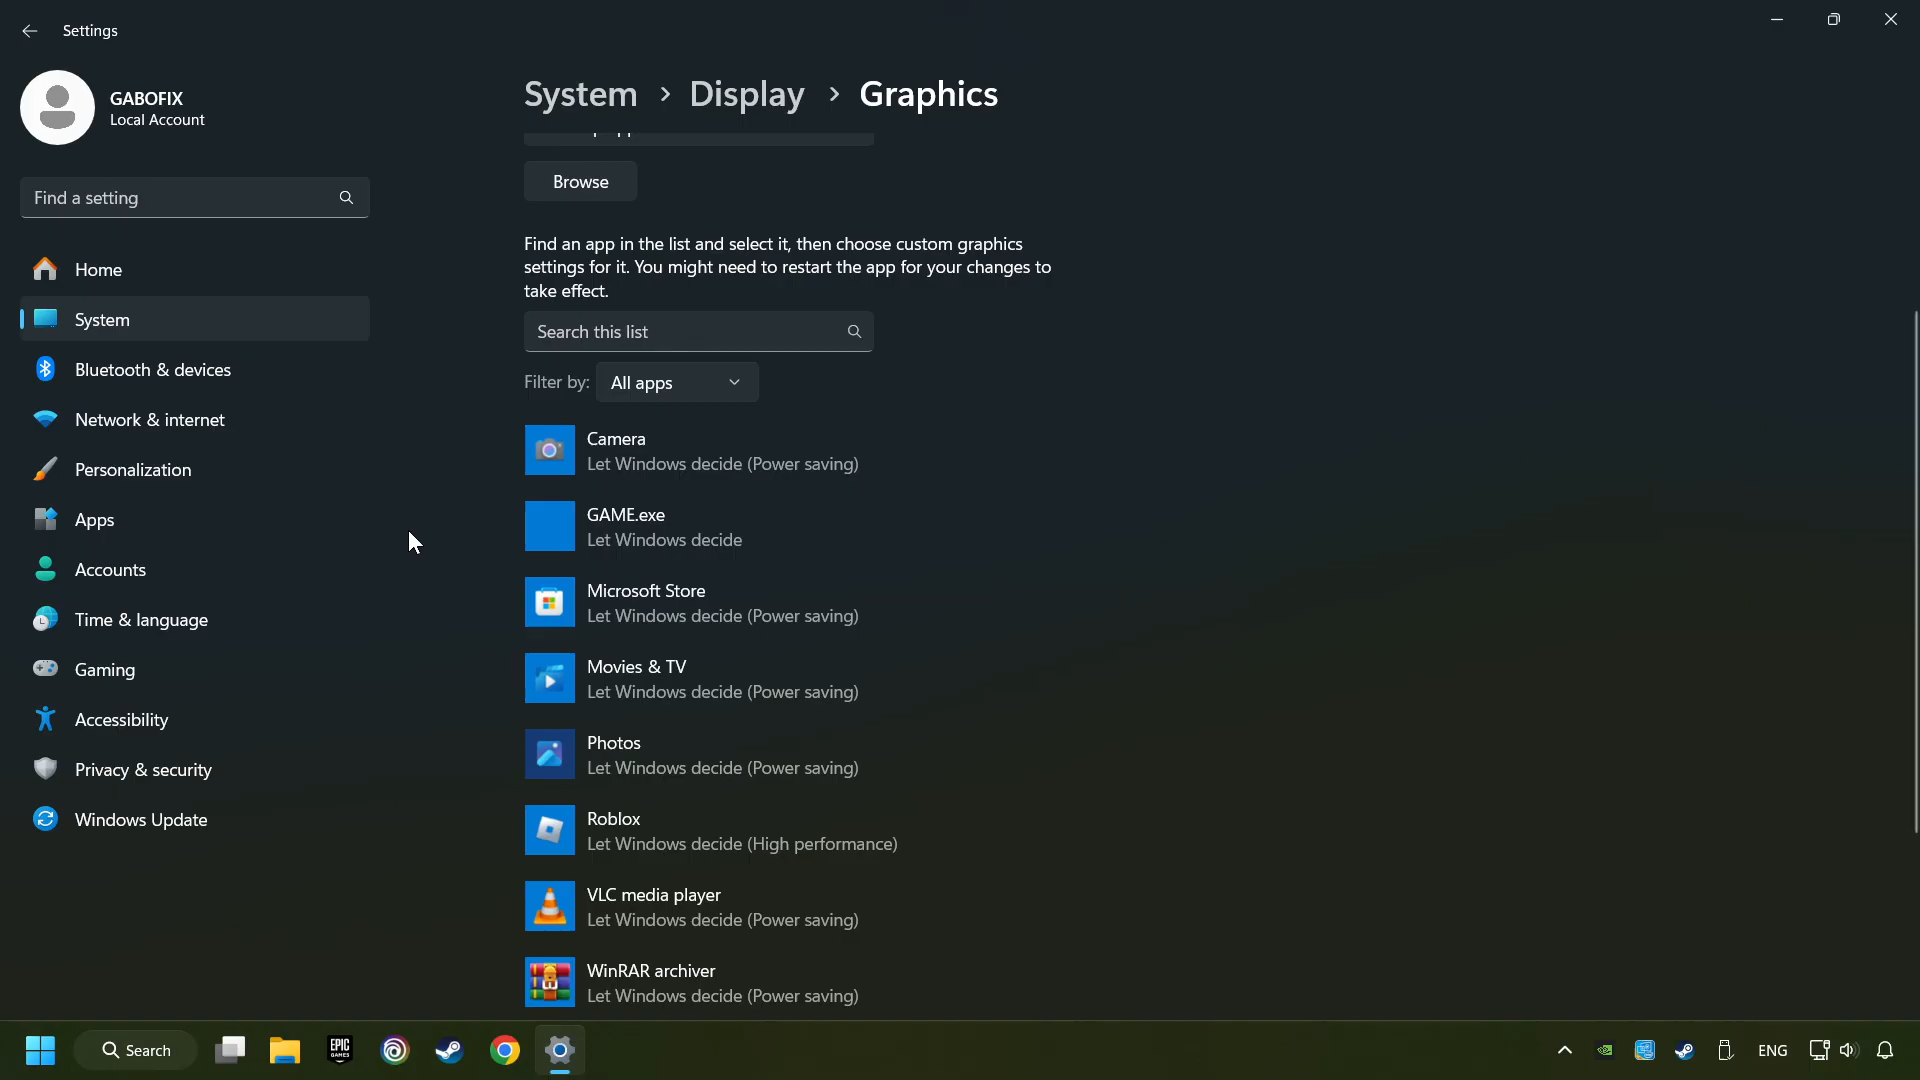 Settings
GABOFIX
Local Account
Find a setting
Home
System
Bluetooth & devices
Network & internet
Personalization
Apps
Accounts
Time & language
Gaming
Accessibility
Privacy & security
Windows Update
System > Display > Graphics
Browse
Find an app in the list and select it, then choose custom graphics
settings for it. You might need to restart the app for your changes to
take effect.
Search this list
Filter by: All apps
Camera
Let Windows decide (Power saving)
GAME.exe
Let Windows decide
Microsoft Store
Let Windows decide (Power saving)
Movies & TV
Let Windows decide (Power saving)
Photos
Let Windows decide (Power saving)
Roblox
Let Windows decide (High performance)
VLC media player
Let Windows decide (Power saving)
WinRAR archiver
Let Windows decide (Power saving)
Search
EPIC
GAMES
ENG